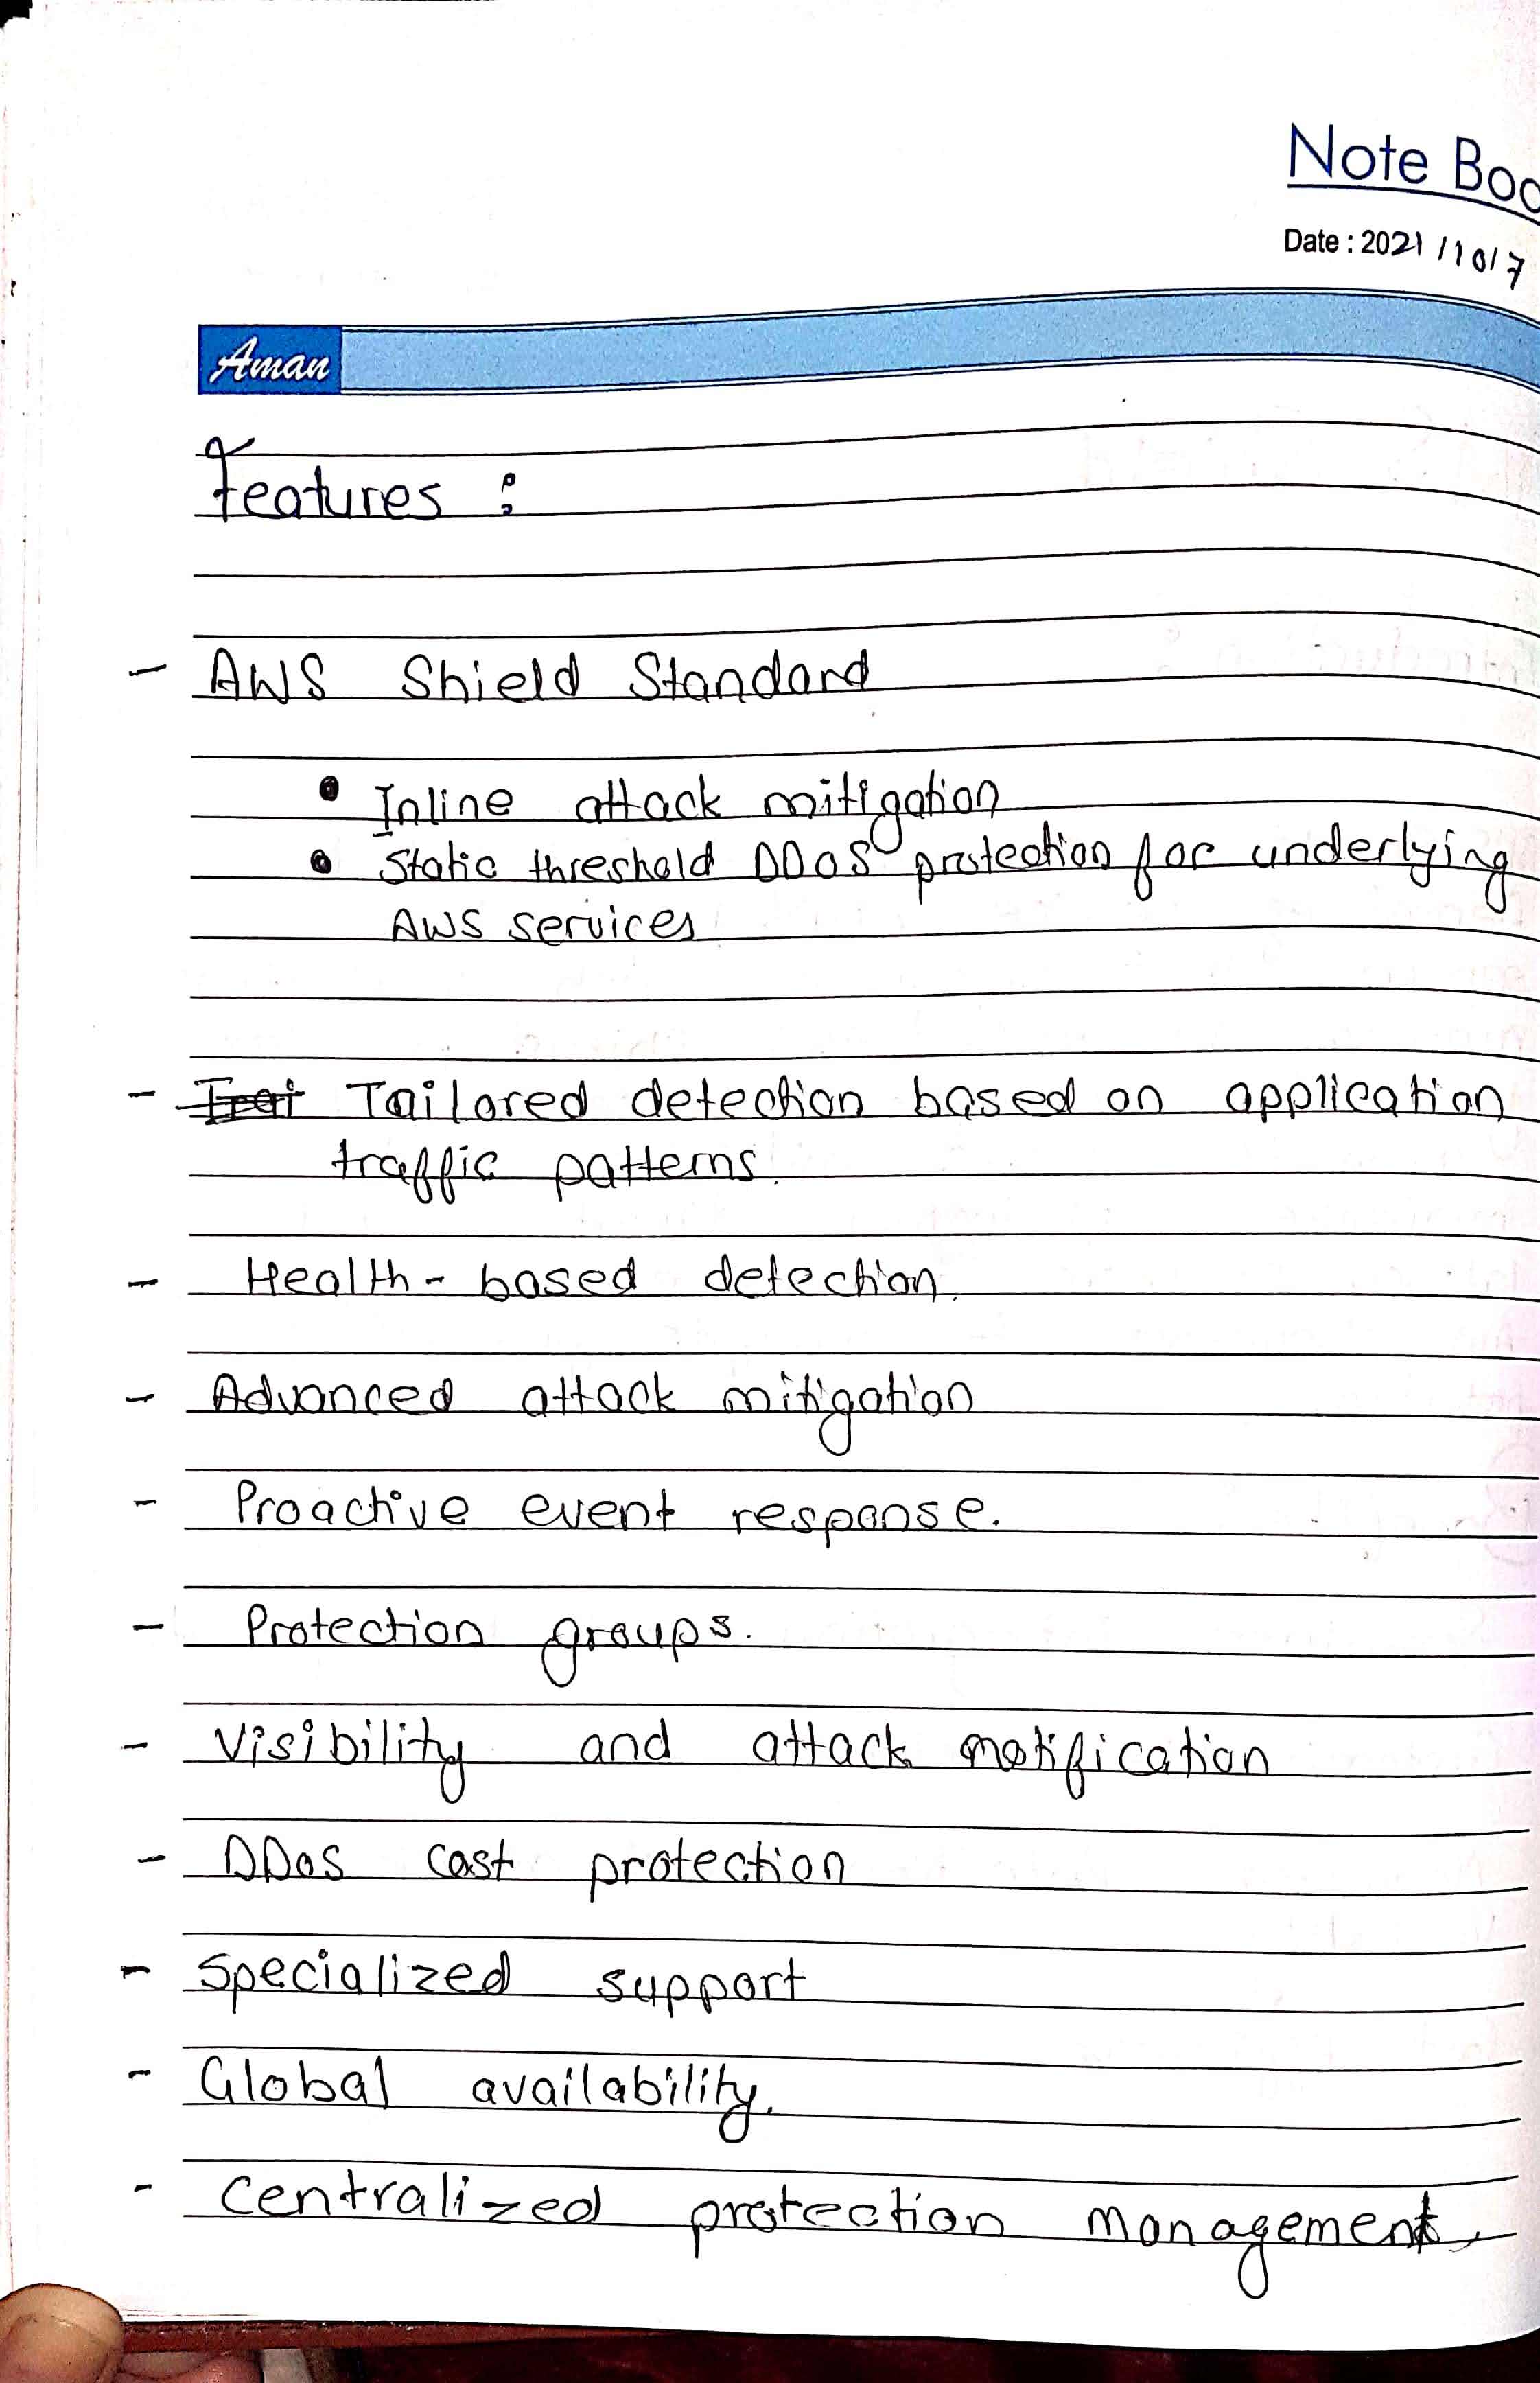 Note Boo
Date : 2021/10/7
Aman
Features :
- AWS Shield Standard
• Inline attack mitigation
• Static threshold DDOS protection for underlying
AWS services
- Tailored detection based on application
traffic patterns.
- Health-based detection.
- Advanced attack mitigation
- Proactive event response.
- Protection groups.
- Visibility and attack notification
- DDoS cost protection
- Specialized support
- Global availability.
- Centralized protection management.